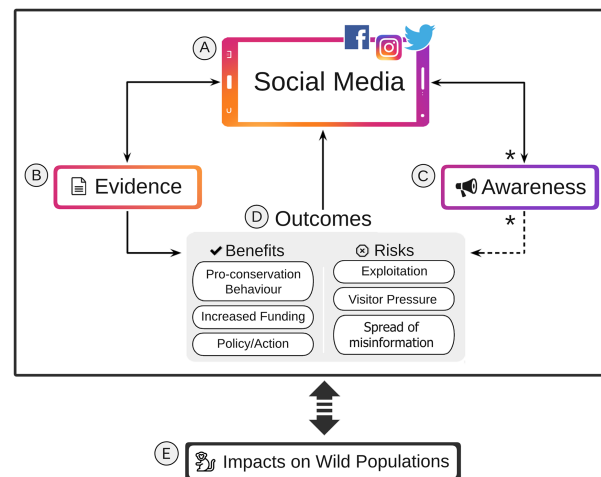 A
Social Media
B
Evidence
C
*
Awareness
*
D
Outcomes
Benefits
Risks
Pro-conservation
Behaviour
Increased Funding
Policy/Action
Exploitation
Visitor Pressure
Spread of
misinformation
E
Impacts on Wild Populations